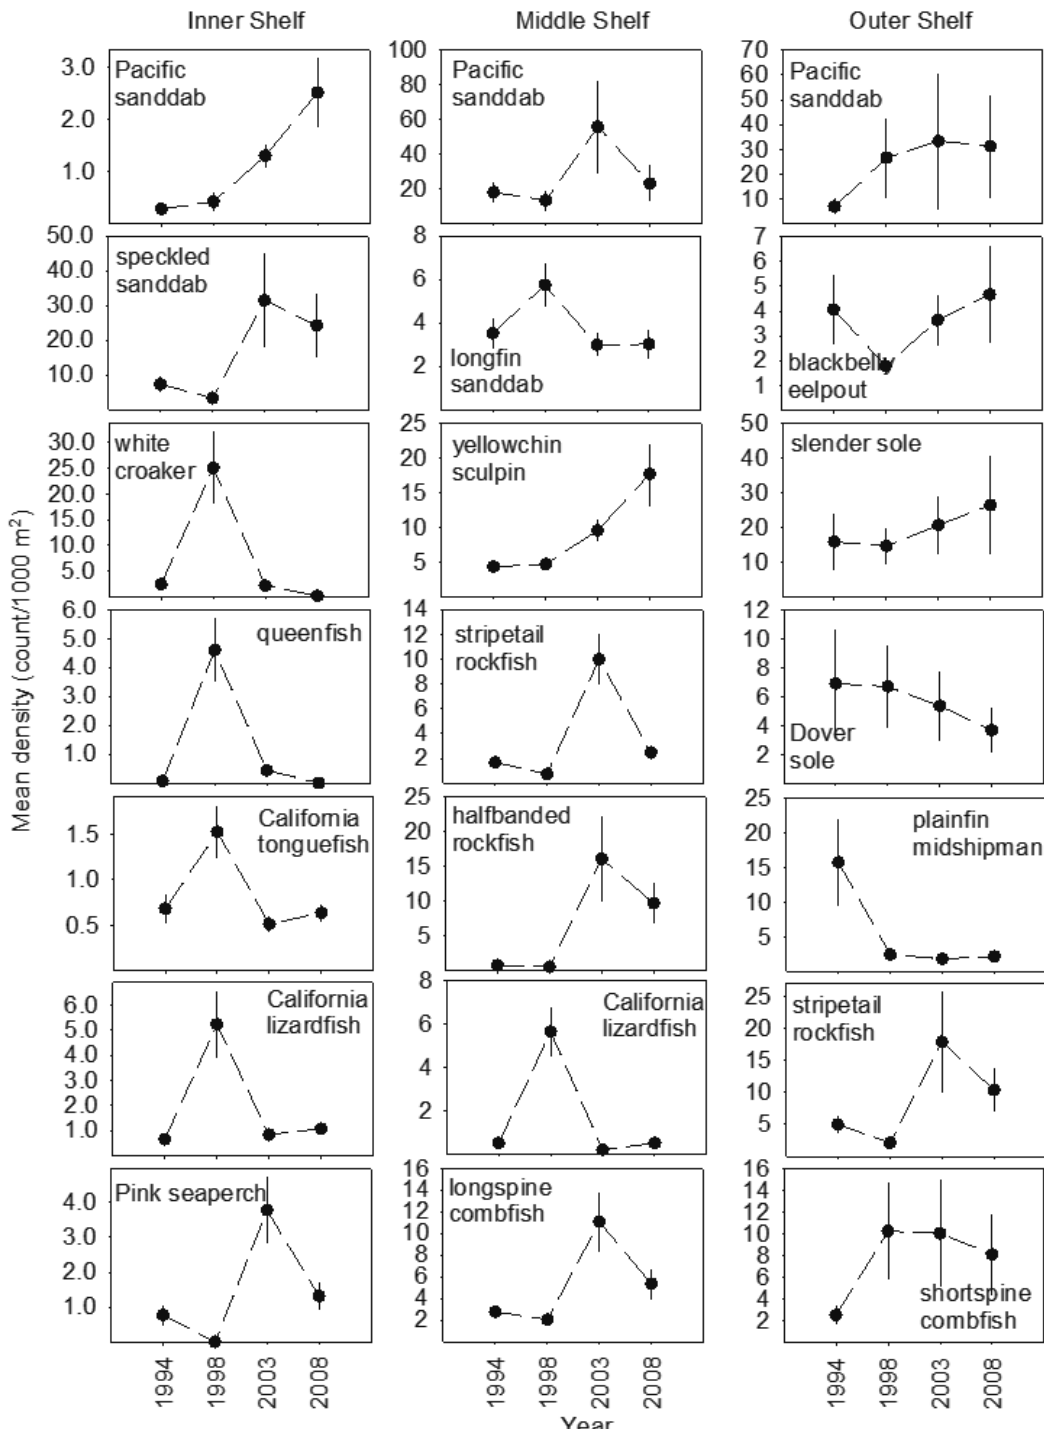 Inner Shelf
Middle Shelf
Outer Shelf
Mean density (count/1000 m²)
Pacific
sanddab
3.0
2.0
1.0
Pacific
sanddab
100
80
60
40
20
Pacific
sanddab
70
60
50
40
30
20
10
speckled
sanddab
50.0
40.0
30.0
20.0
10.0
longfin
sanddab
8
6
4
2
blackbelly
eelpout
7
6
5
4
3
2
1
white
croaker
30.0
25.0
20.0
15.0
10.0
5.0
yellowchin
sculpin
25
20
15
10
5
slender sole
50
40
30
20
10
queenfish
6.0
5.0
4.0
3.0
2.0
1.0
stripetail
rockfish
14
12
10
8
6
4
2
Dover
sole
12
10
8
6
4
2
California
tonguefish
1.5
1.0
0.5
halfbanded
rockfish
25
20
15
10
5
plainfin
midshipman
25
20
15
10
5
California
lizardfish
6.0
5.0
4.0
3.0
2.0
1.0
California
lizardfish
8
6
4
2
stripetail
rockfish
25
20
15
10
5
Pink seaperch
4.0
3.0
2.0
1.0
longspine
combfish
16
14
12
10
8
6
4
2
shortspine
combfish
16
14
12
10
8
6
4
2
1994
1998
2003
2008
1994
1998
2003
2008
1994
1998
2003
2008
Year